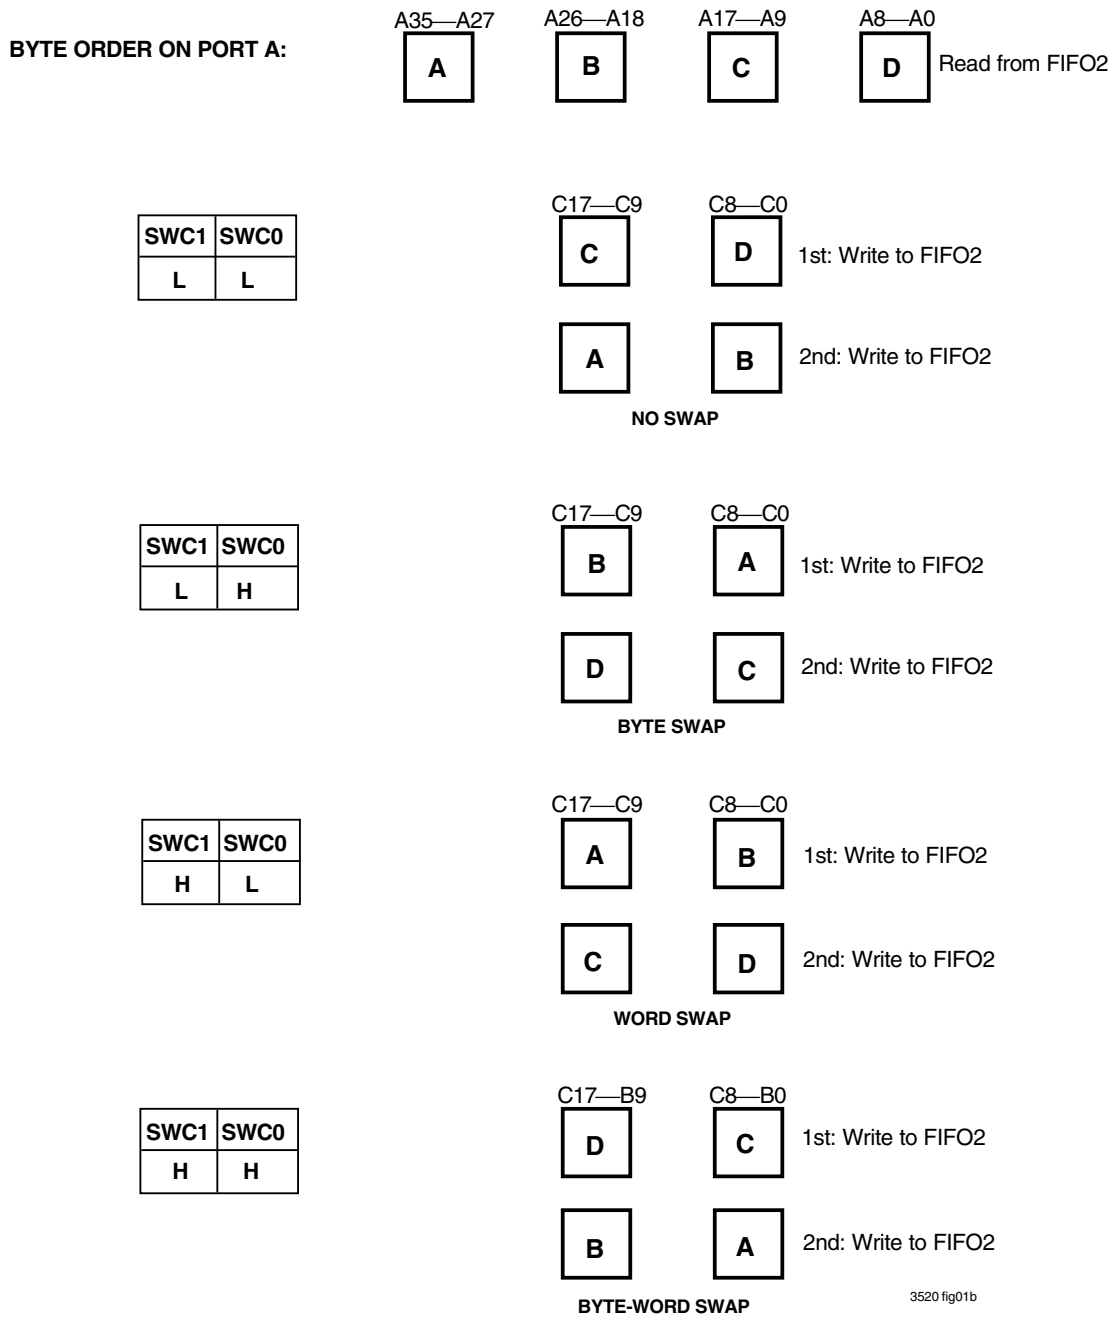 A35—A27 A26—A18 A17—A9 A8—A0
BYTE ORDER ON PORT A:
A B C D Read from FIFO2
C17—C9 C8—C0
SWC1 SWC0
L L
C D 1st: Write to FIFO2
A B 2nd: Write to FIFO2
NO SWAP
C17—C9 C8—C0
SWC1 SWC0
L H
B A 1st: Write to FIFO2
D C 2nd: Write to FIFO2
BYTE SWAP
C17—C9 C8—C0
SWC1 SWC0
H L
A B 1st: Write to FIFO2
C D 2nd: Write to FIFO2
WORD SWAP
C17—B9 C8—B0
SWC1 SWC0
H H
D C 1st: Write to FIFO2
B A 2nd: Write to FIFO2
3520 fig01b
BYTE-WORD SWAP